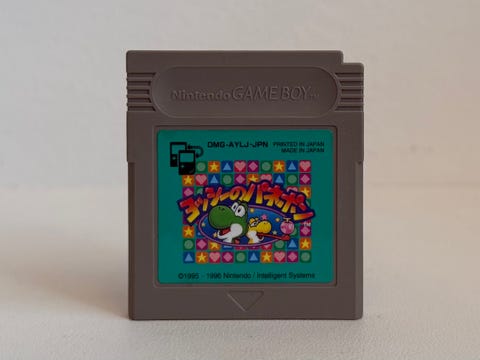 Nintendo GAME BOY TM
DMG-AYLJ-JPN
PRINTED IN JAPAN
MADE IN JAPAN
ヨッシーのパネポン
©1995 - 1996 Nintendo / Intelligent Systems